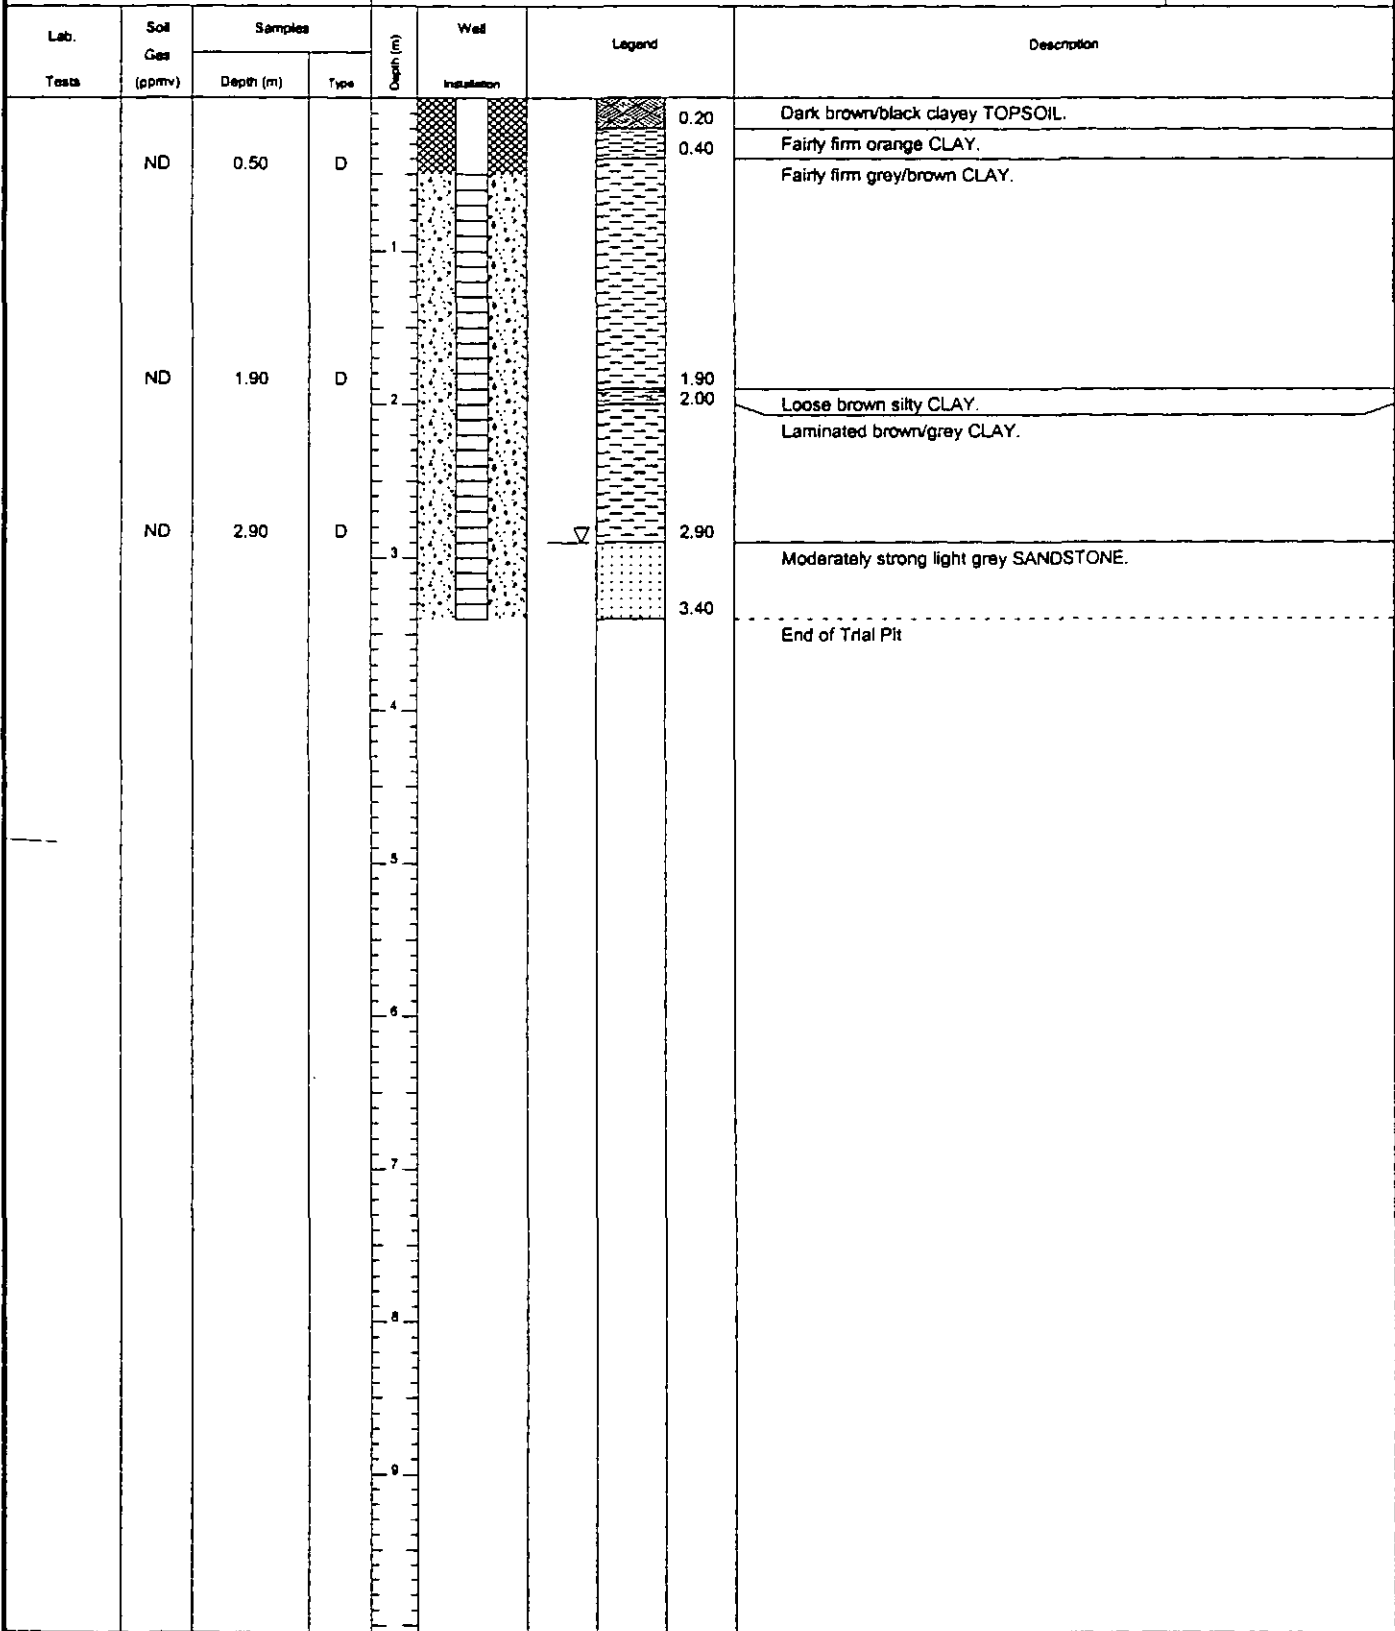 Lab. Tests
Soil Gas (ppmv)
Samples
Depth (m)
Type
Depth (m)
Well Installation
Legend
Description
0.20 Dark brown/black clayey TOPSOIL.
0.40 Fairly firm orange CLAY.
ND 0.50 D
Fairly firm grey/brown CLAY.
1
ND 1.90 D 1.90
2 2.00 Loose brown silty CLAY.
Laminated brown/grey CLAY.
ND 2.90 D 2.90
3 Moderately strong light grey SANDSTONE.
3.40
End of Trial Pit
4
5
6
7
8
9